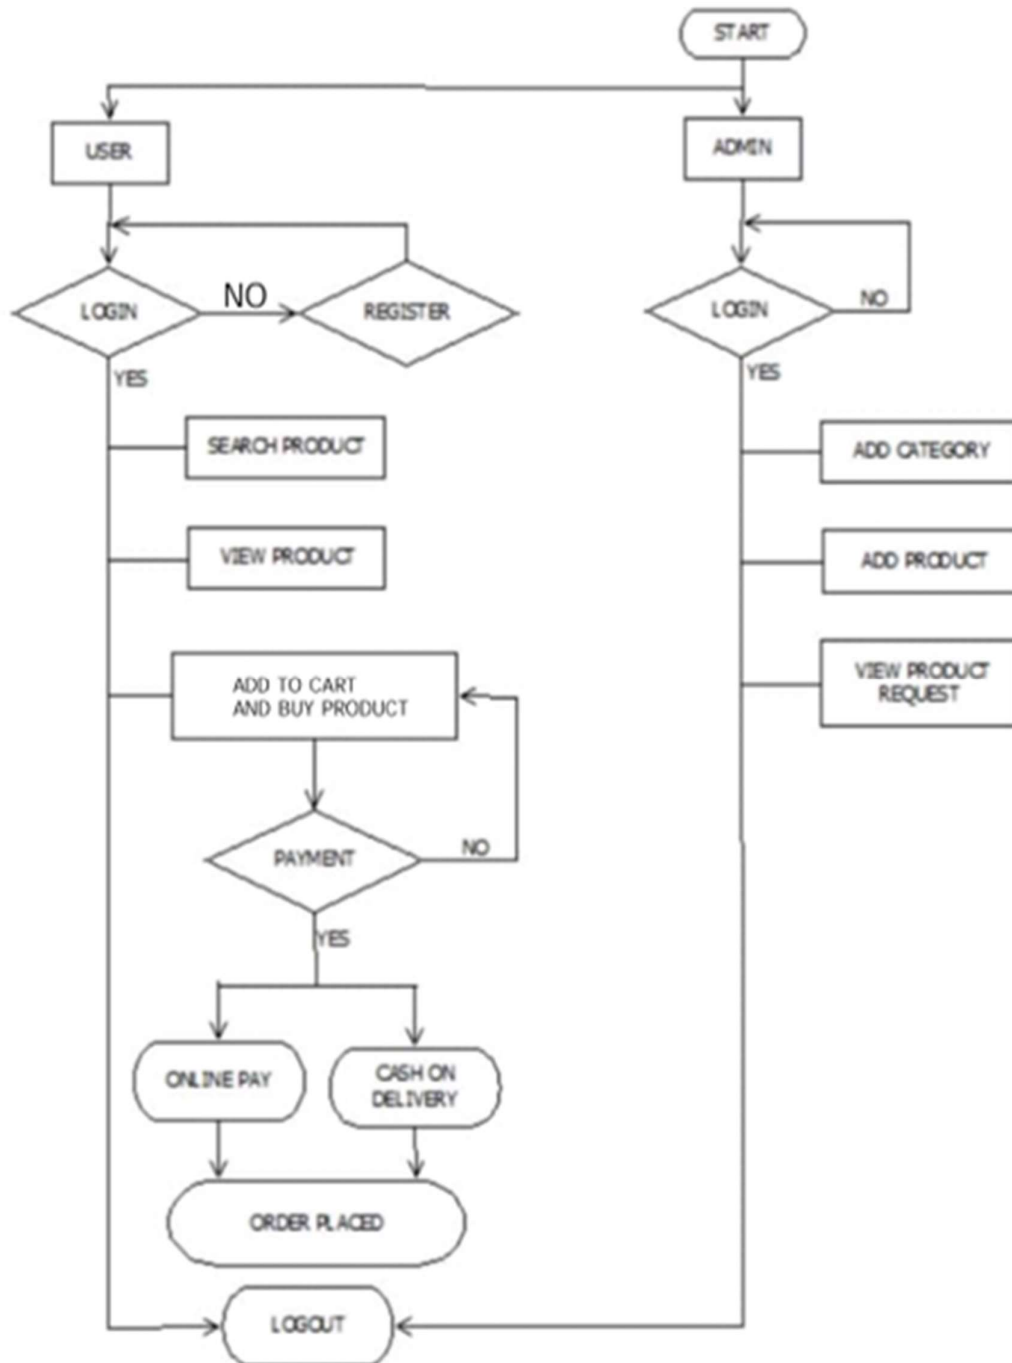 START
USER
ADMIN
LOGIN
NO
REGISTER
LOGIN
NO
YES
YES
SEARCH PRODUCT
ADD CATEGORY
VIEW PRODUCT
ADD PRODUCT
ADD TO CART
AND BUY PRODUCT
VIEW PRODUCT
REQUEST
PAYMENT
NO
YES
ONLINE PAY
CASH ON
DELIVERY
ORDER PLACED
LOGOUT